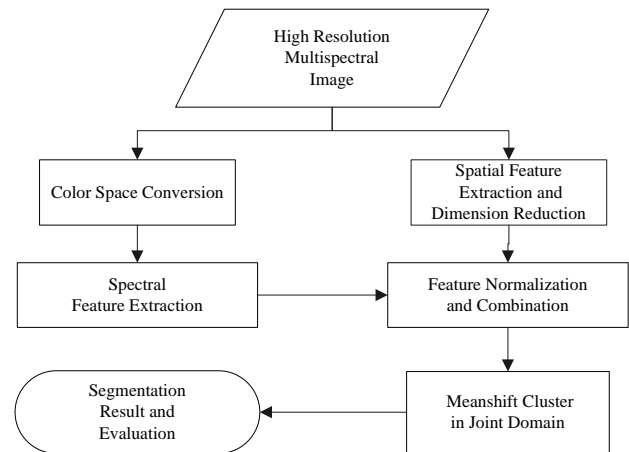 High Resolution
Multispectral
Image
Color Space Conversion
Spatial Feature
Extraction and
Dimension Reduction
Spectral
Feature Extraction
Feature Normalization
and Combination
Segmentation
Result and
Evaluation
Meanshift Cluster
in Joint Domain